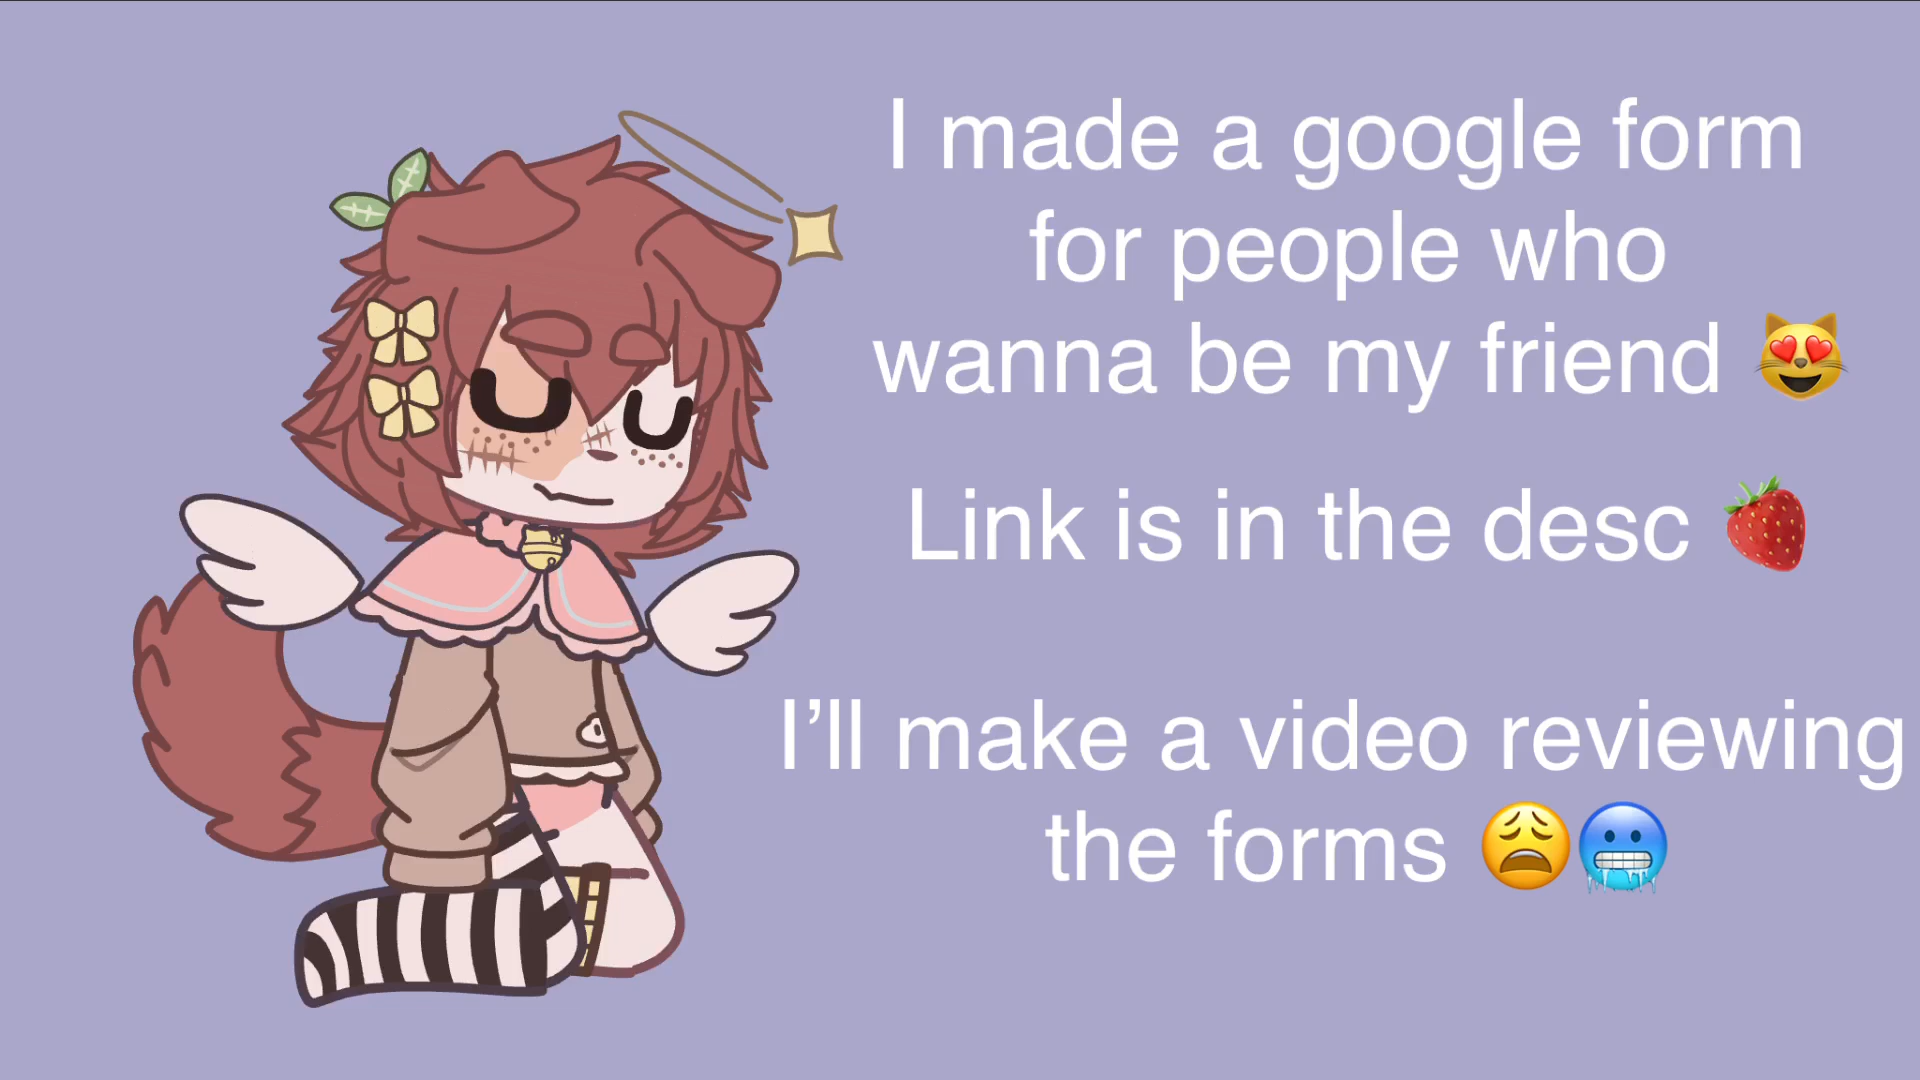 I made a google form
for people who
wanna be my friend 😻
Link is in the desc 🍓
I’ll make a video reviewing
the forms 😩🥶